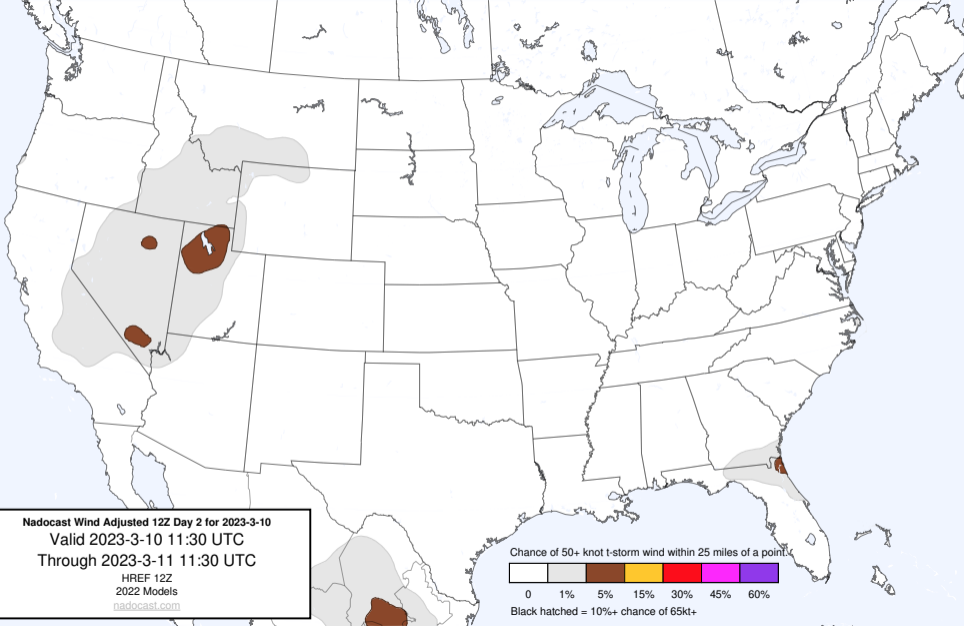 Nadocast Wind Adjusted 12Z Day 2 for 2023-3-10
Valid 2023-3-10 11:30 UTC
Through 2023-3-11 11:30 UTC
HREF 12Z
2022 Models
nadocast.com
Chance of 50+ knot t-storm wind within 25 miles of a point.
0 1% 5% 15% 30% 45% 60%
Black hatched = 10%+ chance of 65kt+